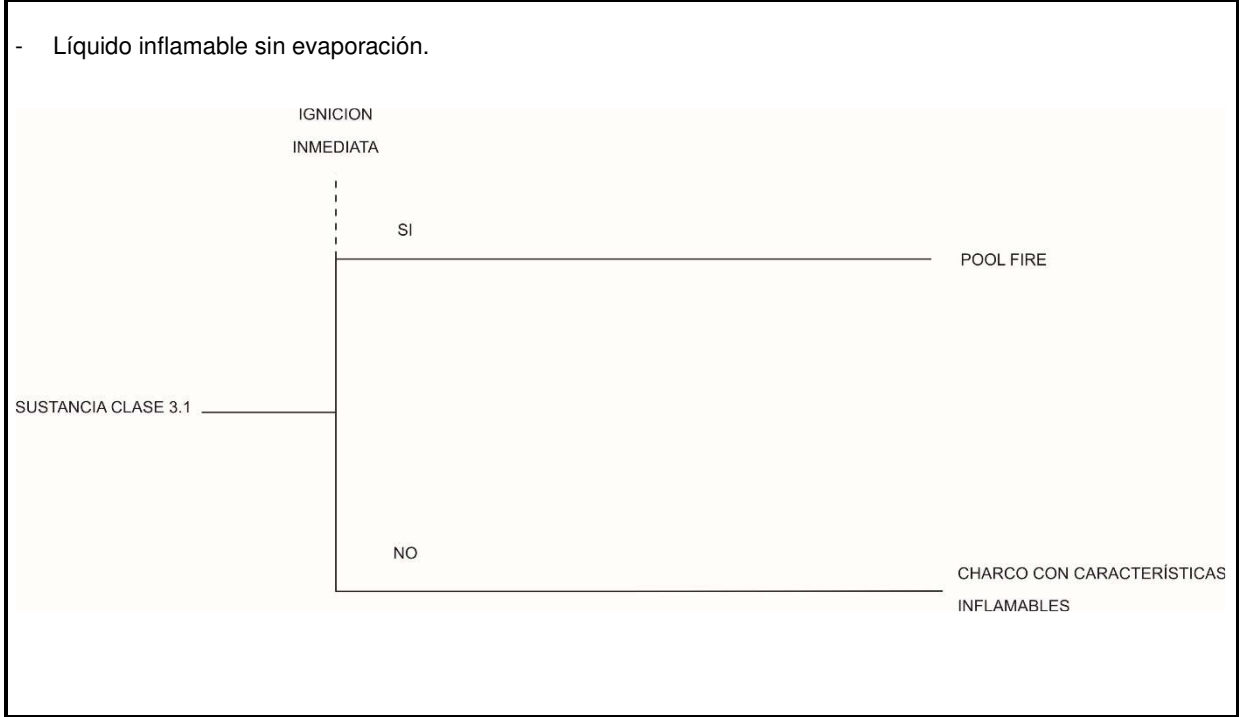 - Líquido inflamable sin evaporación.
IGNICION
INMEDIATA
SI
POOL FIRE
SUSTANCIA CLASE 3.1
NO
CHARCO CON CARACTERÍSTICAS
INFLAMABLES